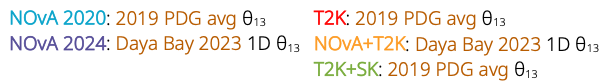 NOvA 2020: 2019 PDG avg θ₁₃
NOvA 2024: Daya Bay 2023 1D θ₁₃
T2K: 2019 PDG avg θ₁₃
NOvA+T2K: Daya Bay 2023 1D θ₁₃
T2K+SK: 2019 PDG avg θ₁₃